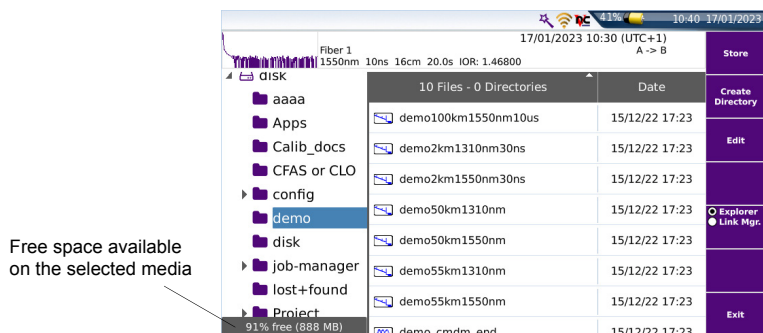 41% 10:40 17/01/2023
17/01/2023 10:30 (UTC+1)
Fiber 1 A -> B
1550nm 10ns 16cm 20.0s IOR: 1.46800
Store
disk
10 Files - 0 Directories Date
Create
Directory
aaaa
Apps
demo100km1550nm10us 15/12/22 17:23
Calib_docs
demo2km1310nm30ns 15/12/22 17:23
Edit
CFAS or CLO
demo2km1550nm30ns 15/12/22 17:23
config
demo
demo50km1310nm 15/12/22 17:23
Explorer
Link Mgr.
disk
demo50km1550nm 15/12/22 17:23
job-manager
demo55km1310nm 15/12/22 17:23
lost+found
demo55km1550nm 15/12/22 17:23
Project
Exit
91% free (888 MB)
demo_cmdm_end 15/12/22 17:23
Free space available
on the selected media